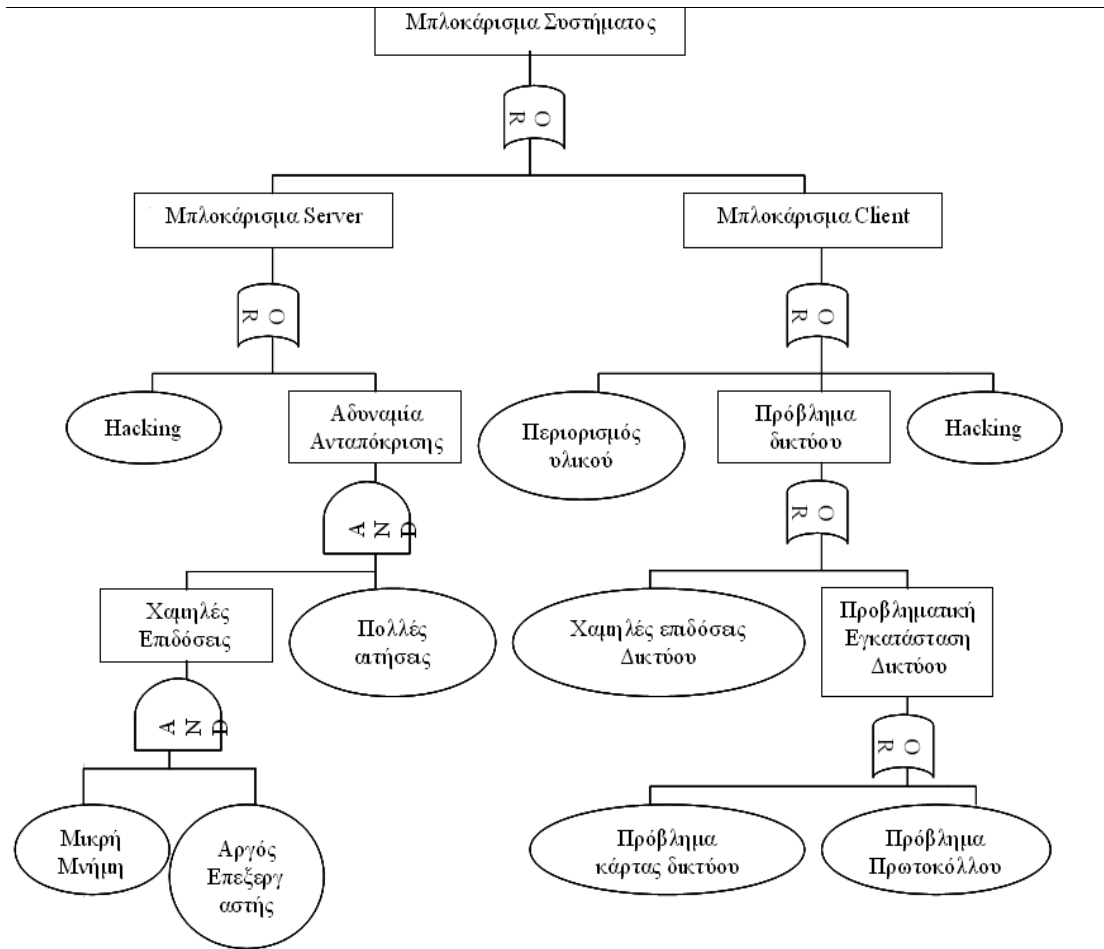 Μπλοκάρισμα Συστήματος
OR
Μπλοκάρισμα Server
Μπλοκάρισμα Client
OR
OR
Hacking
Αδυναμία
Ανταπόκρισης
Περιορισμός
υλικού
Πρόβλημα
δικτύου
Hacking
AND
OR
Χαμηλές
Επιδόσεις
Πολλές
αιτήσεις
Χαμηλές επιδόσεις
Δικτύου
Προβληματική
Εγκατάσταση
Δικτύου
AND
OR
Μικρή
Μνήμη
Αργός
Επεξεργ
αστής
Πρόβλημα
κάρτας δικτύου
Πρόβλημα
Πρωτοκόλλου